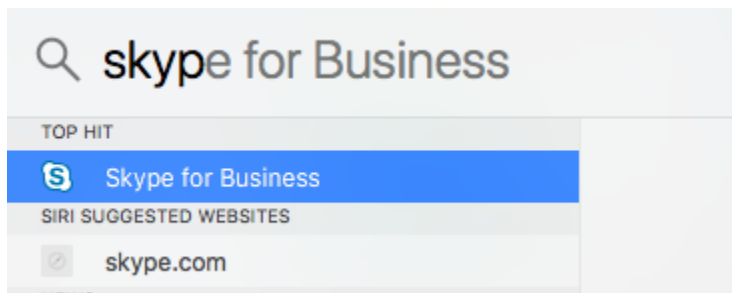 skype for Business
TOP HIT
Skype for Business
SIRI SUGGESTED WEBSITES
skype.com